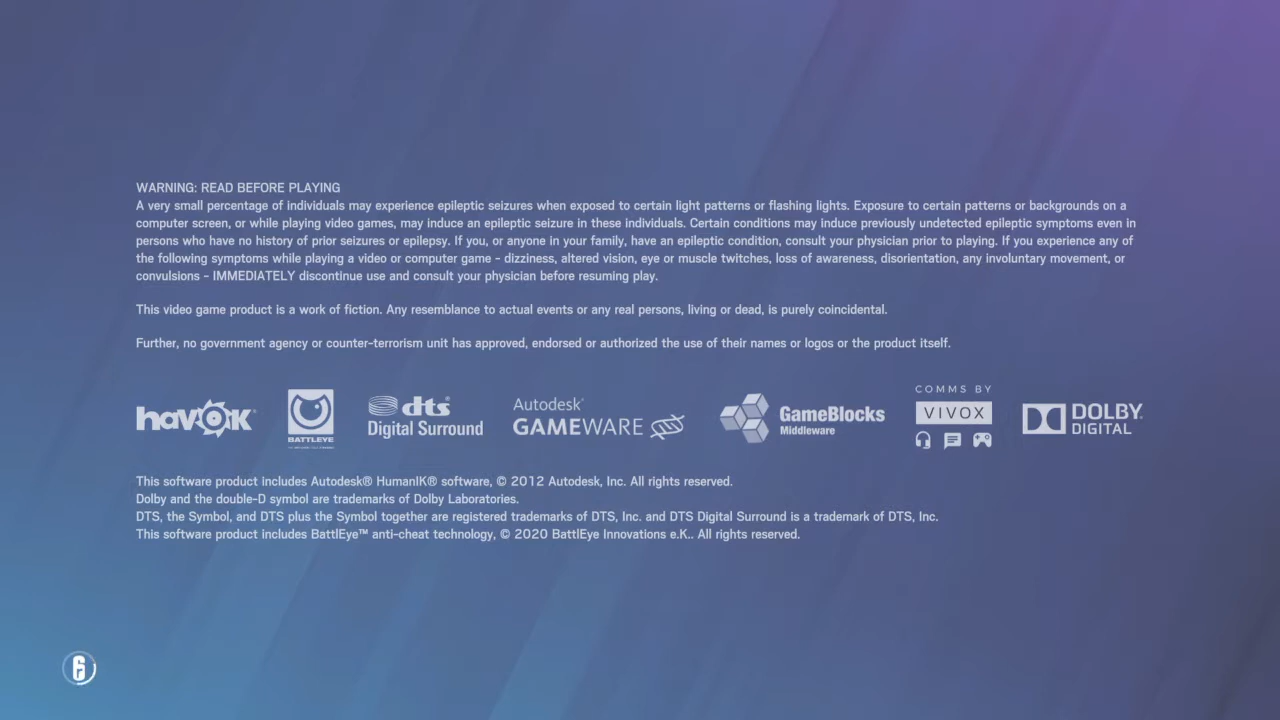 WARNING: READ BEFORE PLAYING
A very small percentage of individuals may experience epileptic seizures when exposed to certain light patterns or flashing lights. Exposure to certain patterns or backgrounds on a
computer screen, or while playing video games, may induce an epileptic seizure in these individuals. Certain conditions may induce previously undetected epileptic symptoms even in
persons who have no history of prior seizures or epilepsy. If you, or anyone in your family, have an epileptic condition, consult your physician prior to playing. If you experience any of
the following symptoms while playing a video or computer game - dizziness, altered vision, eye or muscle twitches, loss of awareness, disorientation, any involuntary movement, or
convulsions - IMMEDIATELY discontinue use and consult your physician before resuming play.
This video game product is a work of fiction. Any resemblance to actual events or any real persons, living or dead, is purely coincidental.
Further, no government agency or counter-terrorism unit has approved, endorsed or authorized the use of their names or logos or the product itself.
havok
BATTLEYE
dts
Digital Surround
Autodesk®
GAMEWARE
GameBlocks
Middleware
COMMS BY
VIVOX
DOLBY
DIGITAL
This software product includes Autodesk® HumanIK® software, © 2012 Autodesk, Inc. All rights reserved.
Dolby and the double-D symbol are trademarks of Dolby Laboratories.
DTS, the Symbol, and DTS plus the Symbol together are registered trademarks of DTS, Inc. and DTS Digital Surround is a trademark of DTS, Inc.
This software product includes BattlEye™ anti-cheat technology, © 2020 BattlEye Innovations e.K.. All rights reserved.
6